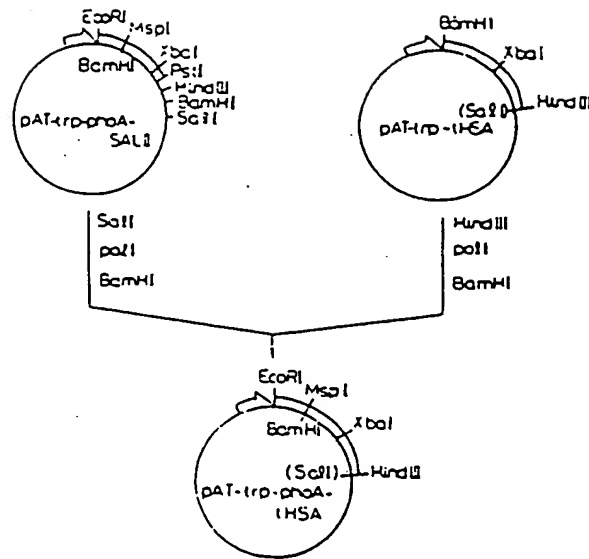 EcoRI
MspI
BamHI
XbaI
PstI
HindIII
BamHI
SalI
pAT-trp-phoA-
BamHI
XbaI
(SalI)
HindIII
pAT-trp-tHSA
SalI
polI
BamHI
HindIII
polI
BamHI
EcoRI
MspI
BamHI
XbaI
(SalI)
HindIII
pAT-trp-phoA-
tHSA